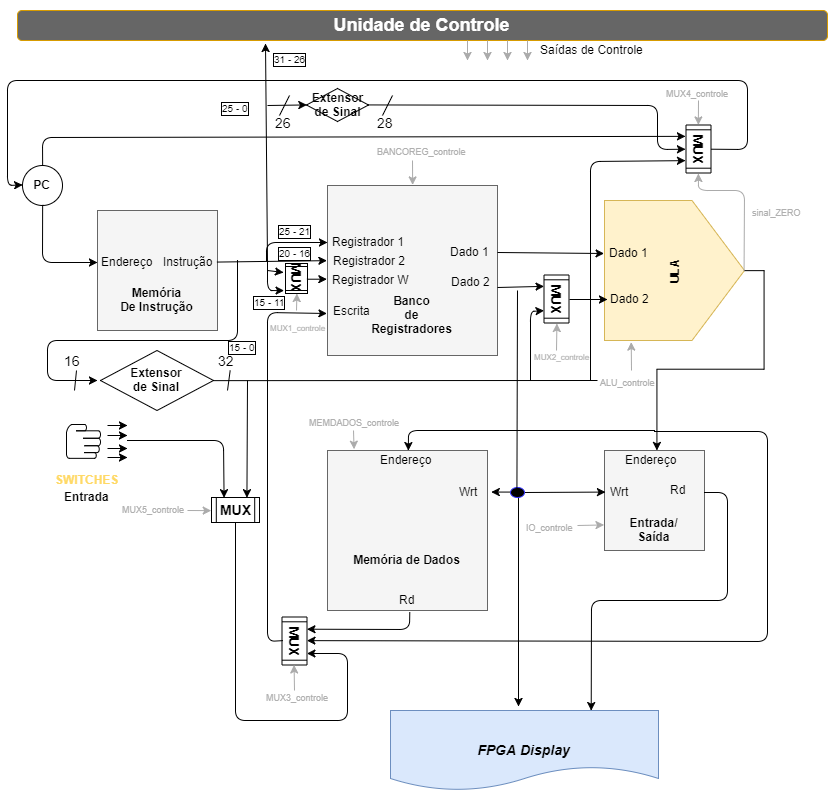 Unidade de Controle
Saídas de Controle
31 - 26
25 - 0
Extensor
de Sinal
26
28
MUX4_controle
MUX
BANCOREG_controle
PC
sinal_ZERO
25 - 21
20 - 16
15 - 11
Endereço
Instrução
Memória
De Instrução
MUX
MUX1_controle
Registrador 1
Registrador 2
Registrador W
Escrita
Banco
de
Registradores
Dado 1
Dado 2
MUX
MUX2_controle
Dado 1
Dado 2
ULA
ALU_controle
15 - 0
16
Extensor
de Sinal
32
SWITCHES
Entrada
MUX5_controle
MUX
MEMDADOS_controle
Endereço
Wrt
Memória de Dados
Rd
Endereço
Wrt
Rd
Entrada/
Saída
IO_controle
MUX
MUX3_controle
FPGA Display